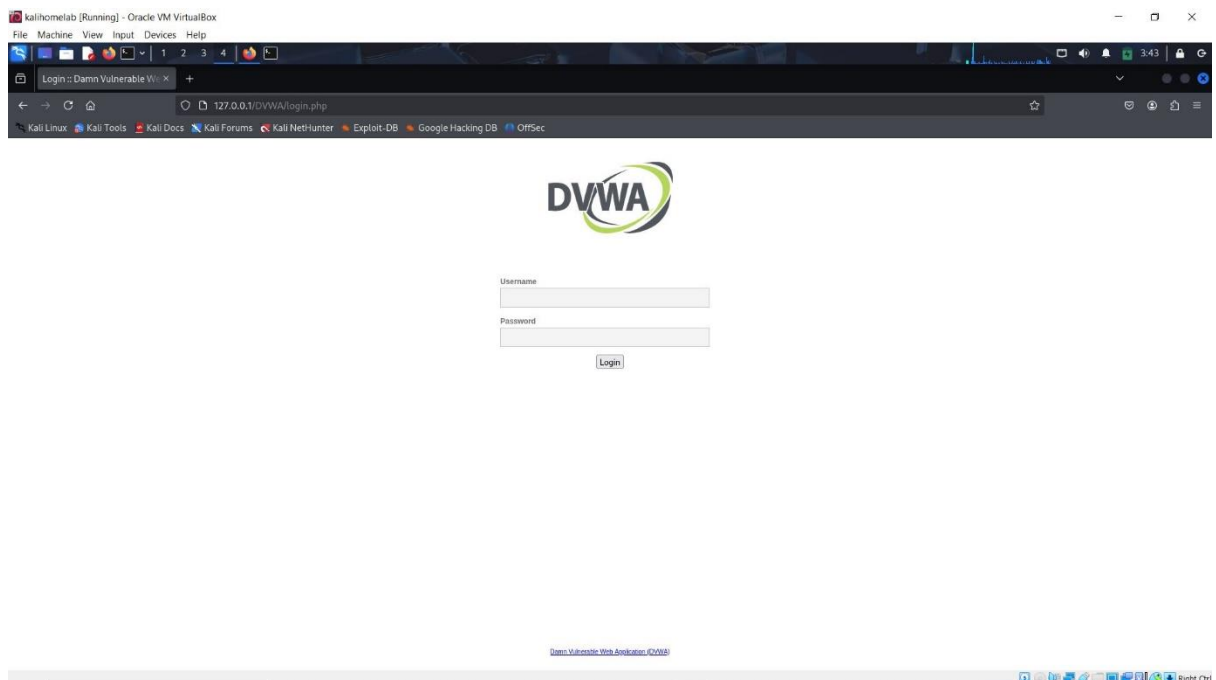 kalihomelab [Running] - Oracle VM VirtualBox
File Machine View Input Devices Help
1 2 3 4
3:43
Login :: Damn Vulnerable We
127.0.0.1/DVWA/login.php
Kali Linux Kali Tools Kali Docs Kali Forums Kali NetHunter Exploit-DB Google Hacking DB OffSec
DVWA
Username
Password
Login
Damn Vulnerable Web Application (DVWA)
Right Ctrl